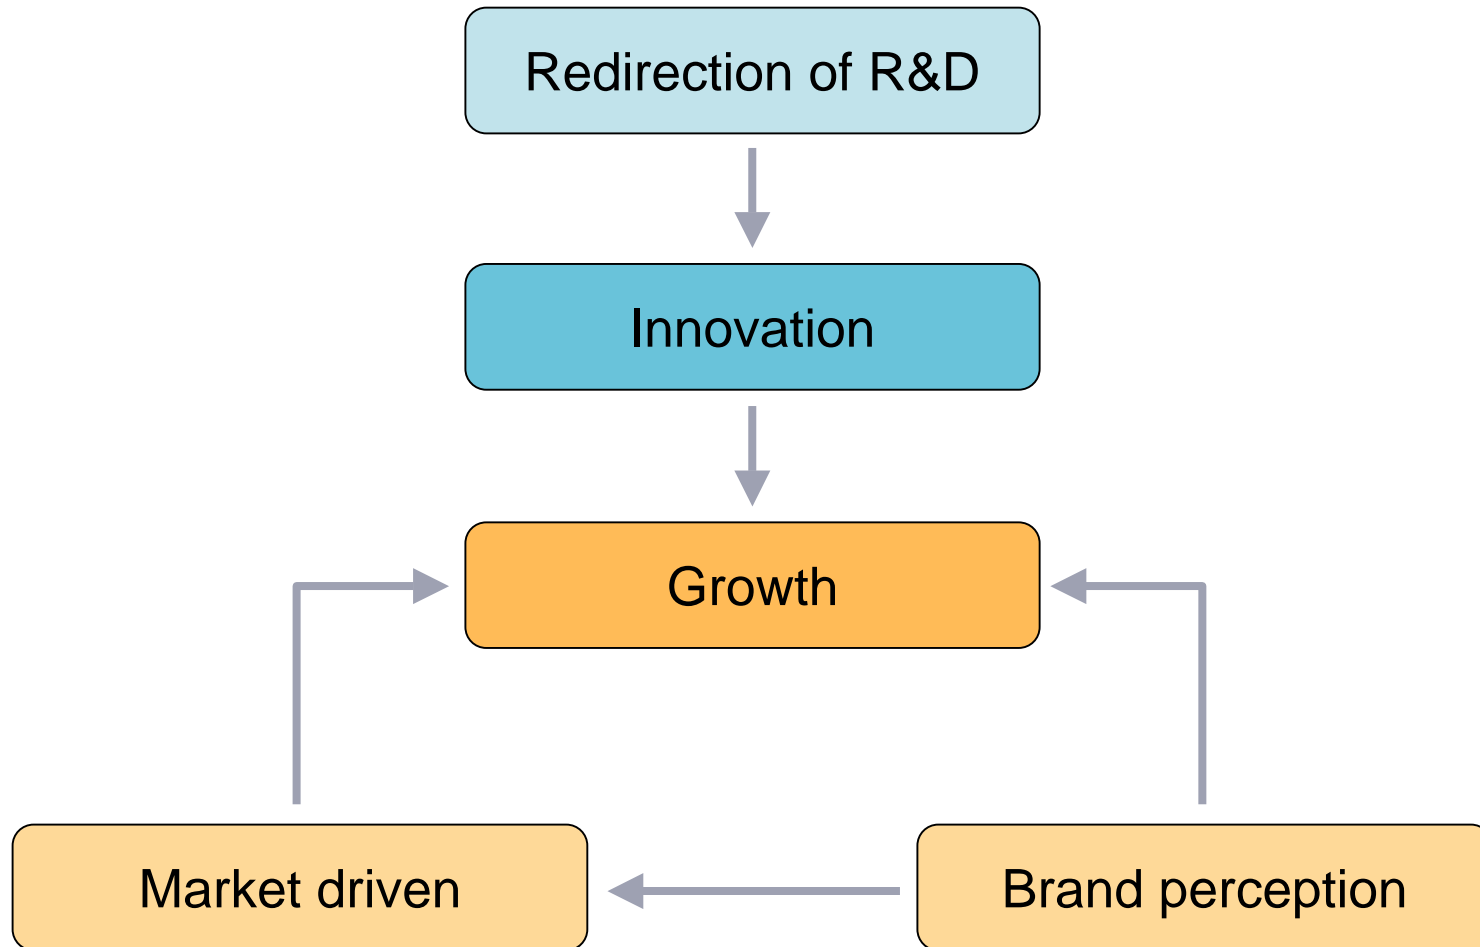 Redirection of R&D
Innovation
Growth
Market driven
Brand perception